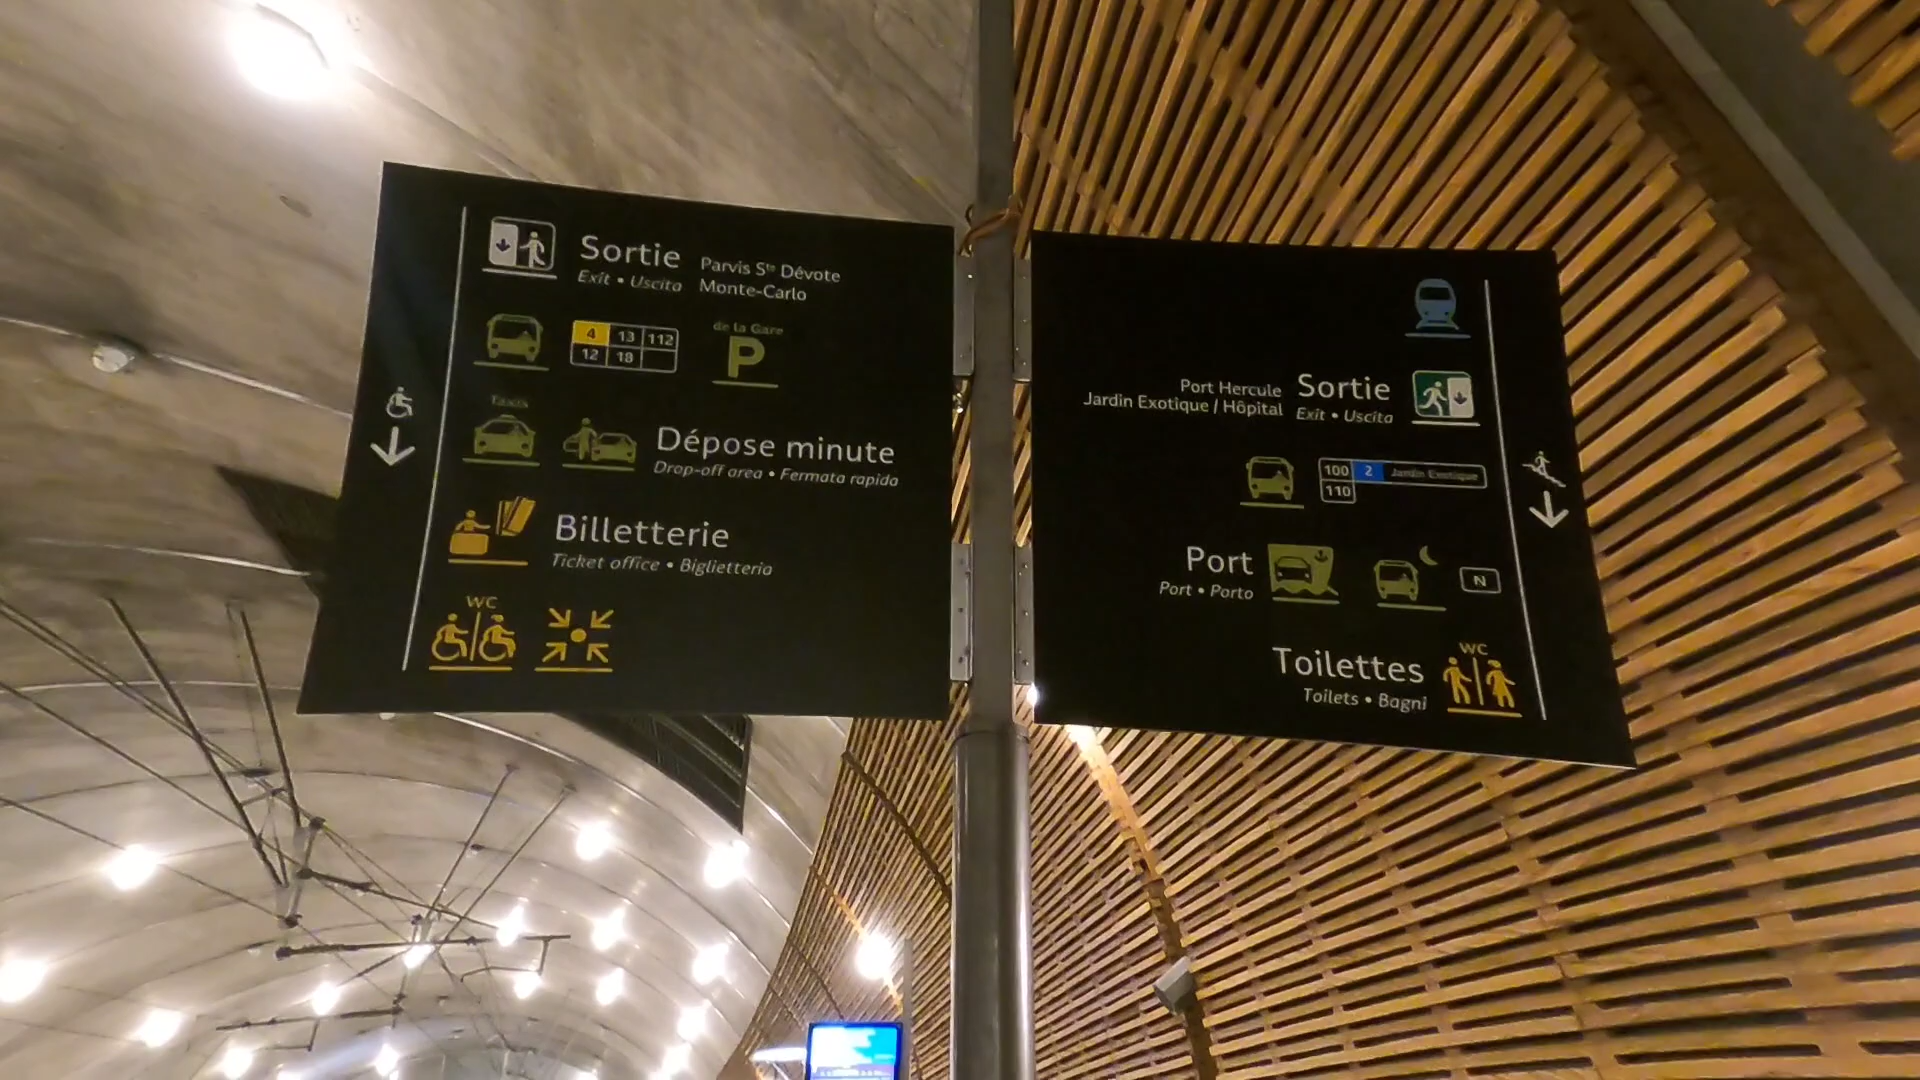 Sortie Parvis Sᵗᵉ Dévote
Exit • Uscita Monte-Carlo
de la Gare
4 13 112
12 18
P
Taxis
Dépose minute
Drop-off area • Fermata rapida
Billetterie
Ticket office • Biglietteria
WC
Port Hercule Sortie
Jardin Exotique / Hôpital Exit • Uscita
100 2 Jardin Exotique
110
Port
Port • Porto
N
Toilettes WC
Toilets • Bagni